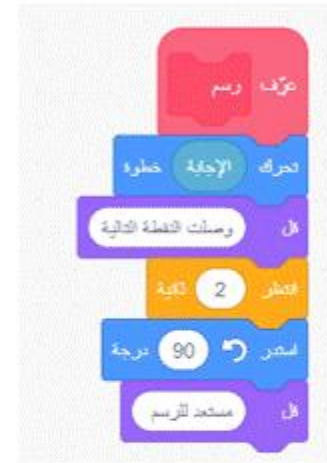 عرّف رسم
تحرك الإجابة خطوة
قل وصلت النقطة التالية
انتظر 2 ثانية
استدر 90 درجة
قل مستعد للرسم